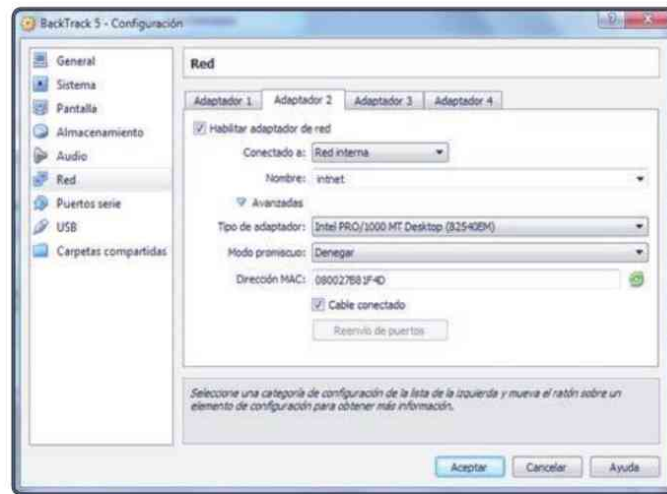 BackTrack 5 - Configuración
General
Sistema
Pantalla
Almacenamiento
Audio
Red
Puertos serie
USB
Carpetas compartidas
Red
Adaptador 1 Adaptador 2 Adaptador 3 Adaptador 4
Habilitar adaptador de red
Conectado a: Red interna
Nombre: intnet
Avanzadas
Tipo de adaptador: Intel PRO/1000 MT Desktop (82540EM)
Modo promiscuo: Denegar
Dirección MAC: 080027B81F4D
Cable conectado
Reenvío de puertos
Seleccione una categoría de configuración de la lista de la izquierda y mueva el ratón sobre un
elemento de configuración para obtener más información.
Aceptar Cancelar Ayuda